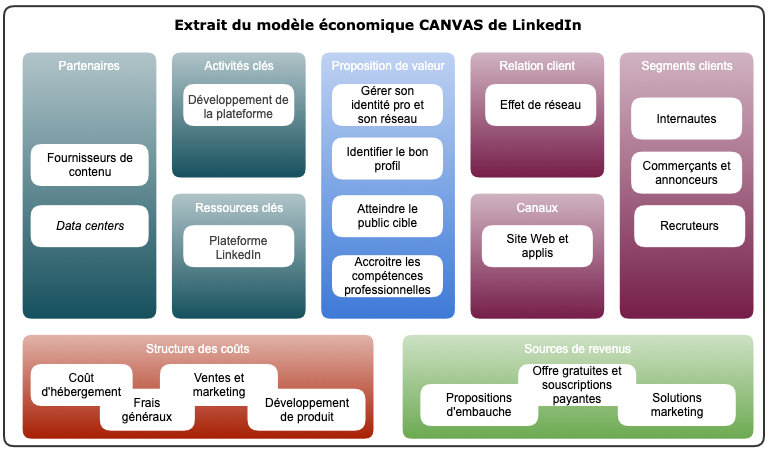 Extrait du modèle économique CANVAS de LinkedIn
Partenaires
Fournisseurs de
contenu
Data centers
Activités clés
Développement de
la plateforme
Ressources clés
Plateforme
LinkedIn
Proposition de valeur
Gérer son
identité pro et
son réseau
Identifier le bon
profil
Atteindre le
public cible
Accroitre les
compétences
professionnelles
Relation client
Effet de réseau
Canaux
Site Web et
applis
Segments clients
Internautes
Commerçants et
annonceurs
Recruteurs
Structure des coûts
Coût
d'hébergement
Frais
généraux
Ventes et
marketing
Développement
de produit
Sources de revenus
Propositions
d'embauche
Offre gratuites et
souscriptions
payantes
Solutions
marketing